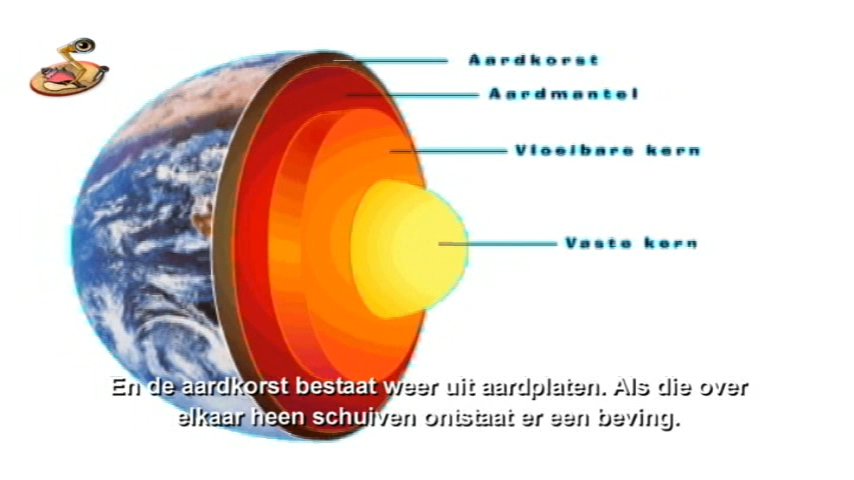 Aardkorst
Aardmantel
Vloeibare kern
Vaste kern
En de aardkorst bestaat weer uit aardplaten. Als die over
elkaar heen schuiven ontstaat er een beving.